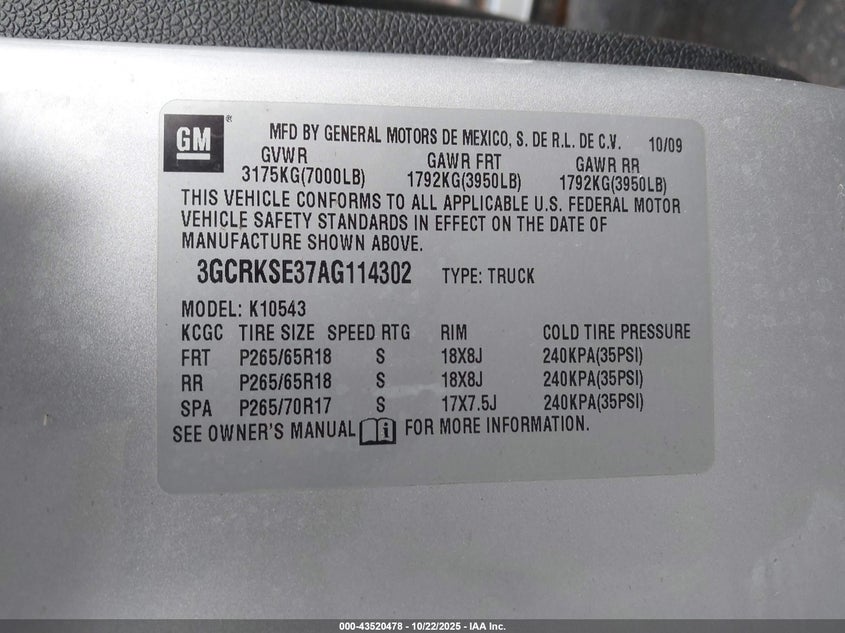 GM ®
MFD BY GENERAL MOTORS DE MEXICO, S. DE R.L. DE C.V. 10/09
GVWR GAWR FRT GAWR RR
3175KG(7000LB) 1792KG(3950LB) 1792KG(3950LB)
THIS VEHICLE CONFORMS TO ALL APPLICABLE U.S. FEDERAL MOTOR
VEHICLE SAFETY STANDARDS IN EFFECT ON THE DATE OF
MANUFACTURE SHOWN ABOVE.
3GCRKSE37AG114302 TYPE: TRUCK
MODEL: K10543
KCGC TIRE SIZE SPEED RTG RIM COLD TIRE PRESSURE
FRT P265/65R18 S 18X8J 240KPA(35PSI)
RR P265/65R18 S 18X8J 240KPA(35PSI)
SPA P265/70R17 S 17X7.5J 240KPA(35PSI)
SEE OWNER'S MANUAL i FOR MORE INFORMATION.
000-43520478 - 10/22/2025 - IAA Inc.